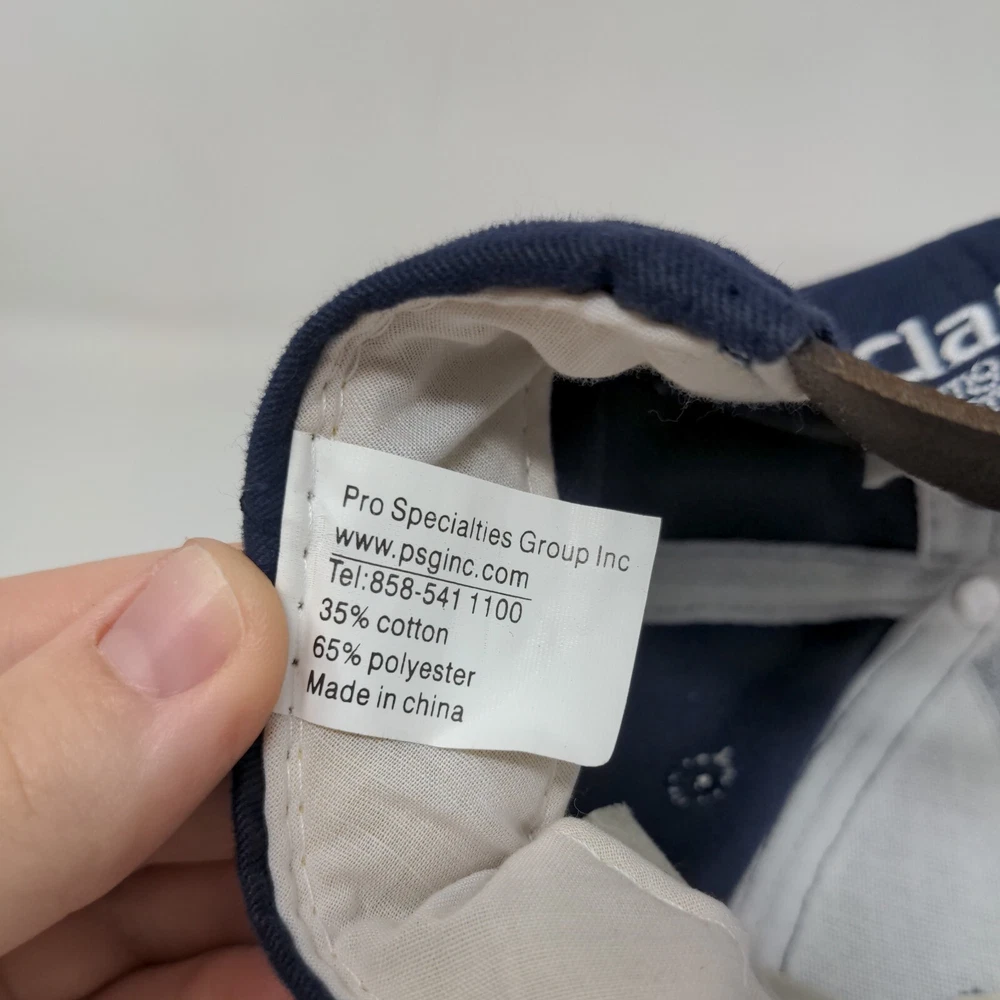 Pro Specialties Group Inc
www.psginc.com
Tel:858-541 1100
35% cotton
65% polyester
Made in china